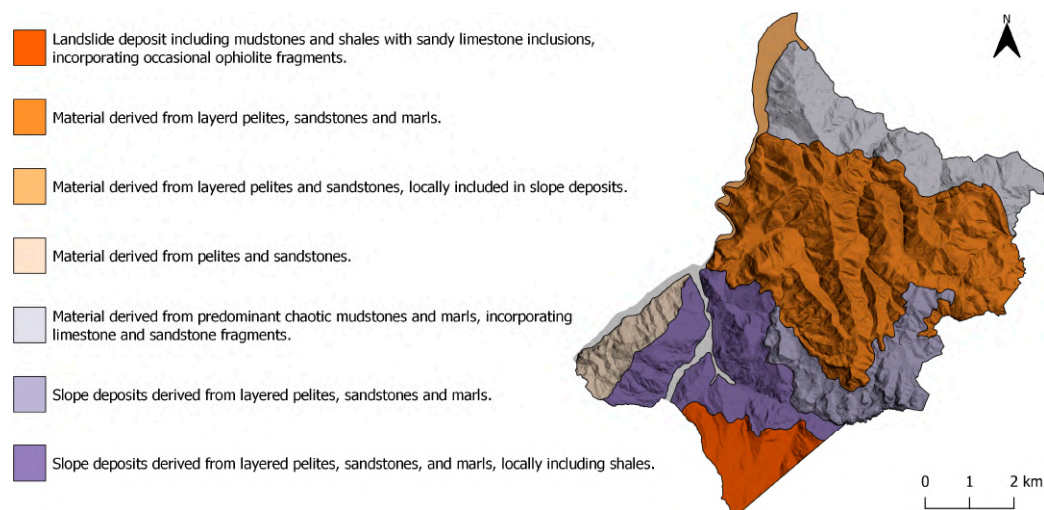 Landslide deposit including mudstones and shales with sandy limestone inclusions,
incorporating occasional ophiolite fragments.
Material derived from layerd pelites, sandstones and marls.
Material derived from layered pelites and sandstones, locally included in slope deposits.
Material derived from pelites and sandstones.
Material derived from predominant chaotic mudstones and marls, incorporating
limestone and sandstone fragments.
Slope deposits derived from layered pelites, sandstones and marls.
Slope deposits derived from layered pelites, sandstones, and marls, locally including shales.
N
0 1 2 km